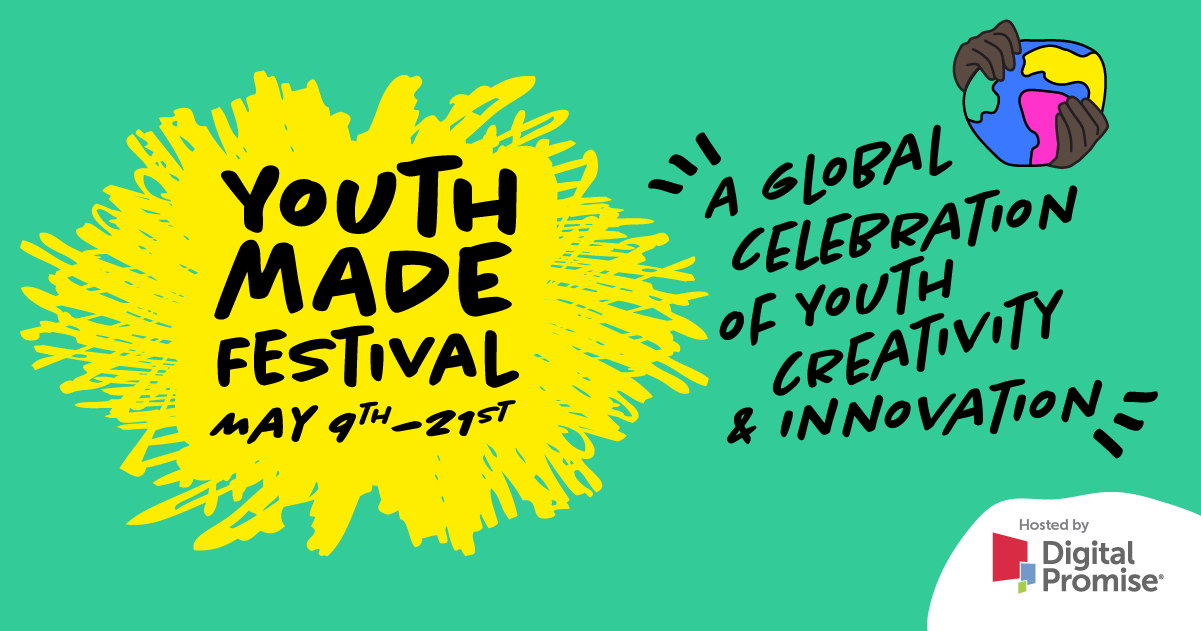 YOUTH
MADE
FESTIVAL
MAY 9TH–21ST
A GLOBAL
CELEBRATION
OF YOUTH
CREATIVITY
& INNOVATION
Hosted by
Digital
Promise®